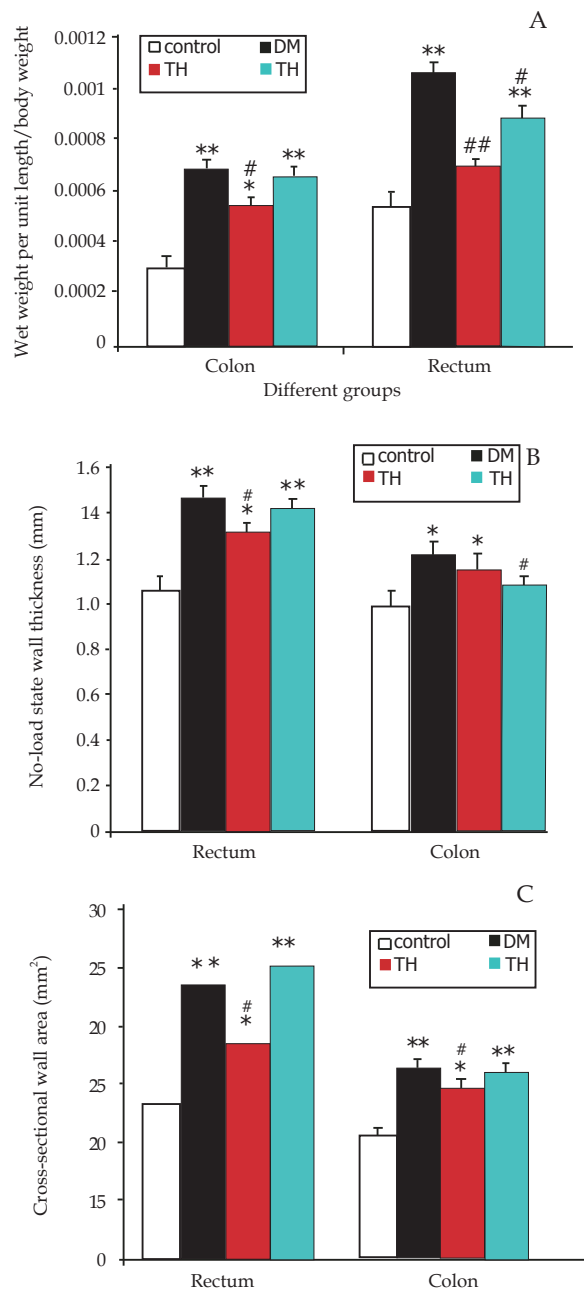 A
control DM
TH TH
Wet weight per unit length/body weight
0.0012
0.001
0.0008
0.0006
0.0004
0.0002
0
** # * **
** ## # **
Colon Rectum
Different groups
B
control DM
TH TH
No-load state wall thickness (mm)
1.6
14
1.2
1.0
0.8
0.6
0.4
0.2
0
** # * **
* * #
Rectum Colon
C
control DM
TH TH
Cross-sectional wall area (mm²)
30
25
20
25
20
15
0
** # * **
** # * **
Rectum Colon